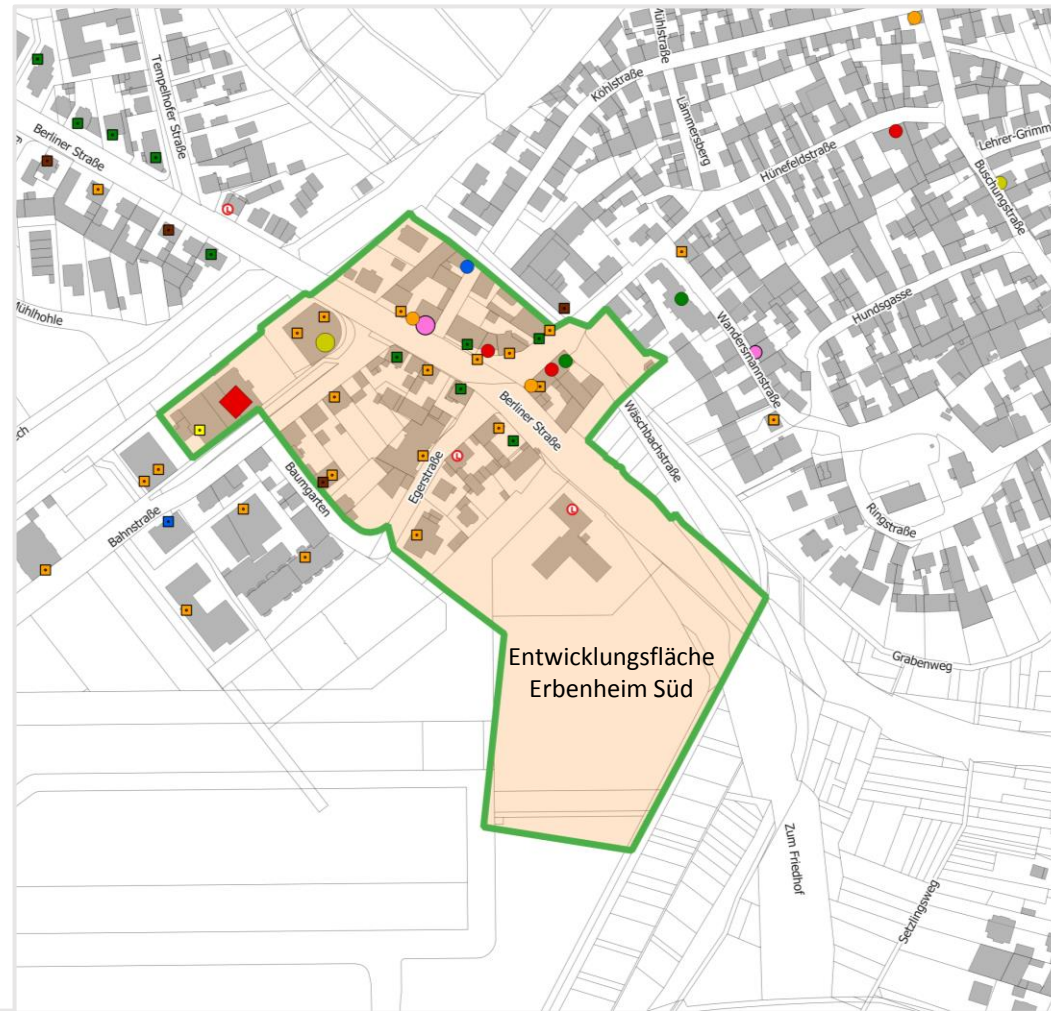 Mühlstraße
Köhlstraße
Lämmersberg
Tempelhofer Straße
Berliner Straße
Hünefeldstraße
Lehrer-Grimm
Buschungstraße
Hundsgasse
Wandersmannstraße
Mühlhohle
Berliner Straße
Wäschbachstraße
Egerstraße
Baumgarten
Bahnstraße
Ringstraße
Entwicklungsfläche
Erbenheim Süd
Grabenweg
Zum Friedhof
Setzlingsweg